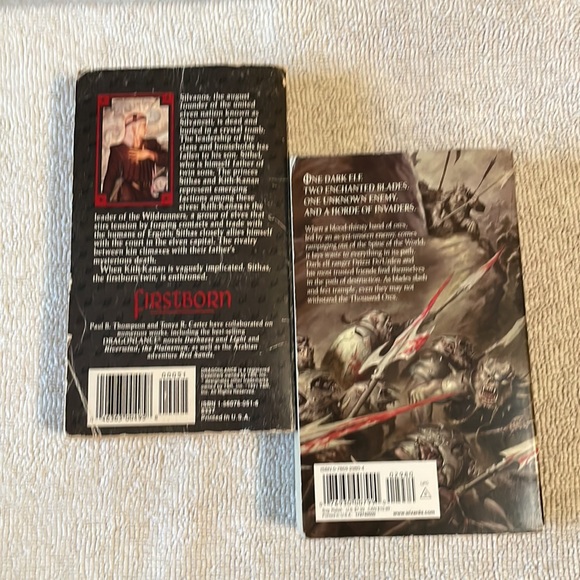 Silvanos, the august
founder of the united
elven nation known as
Silvanesti, is dead and
buried in a crystal tomb.
The leadership of the
clans and households has
fallen to his son, Sithel,
who is himself father of
twin sons. The princes
Sithas and Kith-Kanan
represent emerging
factions among these
elves. Kith-Kanan is the
leader of the Wildrunners, a group of elves that
stirs tension by forging contacts and trade with
the humans of Ergoth. Sithas allies himself
with the court in the elven capital. The rivalry
between kin climaxes with their father's
mysterious death.
When Kith-Kanan is vaguely implicated, Sithas,
the firstborn twin, is enthralled.
FIRSTBORN
Paul B. Thompson and Tonya R. Carter have collaborated on
numerous works, including the best-selling
DRAGONLANCE® novels Darkness and Light and
Riverwind, the Plainsman, as well as the Arabian
adventure Red Sands.
ISBN 1-56076-051-6
Printed in U.S.A.
ONE DARK ELF.
TWO ENCHANTED BLADES.
ONE UNKNOWN ENEMY.
AND A HORDE OF INVADERS.
When a blood-thirsty band of orcs,
led by an as-yet-unseen enemy, comes
rampaging out of the Spine of the World,
it lays waste to everything in its path.
Dark elf ranger Drizzt Do'Urden and
his most trusted friends find themselves
in the path of destruction. As blades flash
and fires roar, even they may not
withstand the Thousand Orcs.